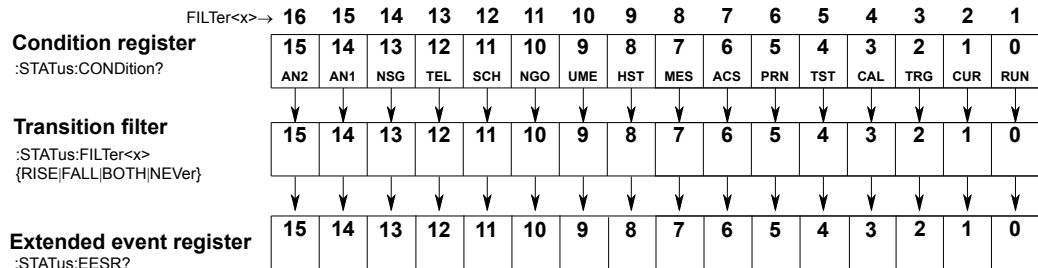 FILTer<x>→ 16 15 14 13 12 11 10 9 8 7 6 5 4 3 2 1
Condition register
:STATus:CONDition?
15 14 13 12 11 10 9 8 7 6 5 4 3 2 1 0
AN2 AN1 NSG TEL SCH NGO UME HST MES ACS PRN TST CAL TRG CUR RUN
Transition filter
:STATus:FILTer<x>
{RISE|FALL|BOTH|NEVer}
15 14 13 12 11 10 9 8 7 6 5 4 3 2 1 0
Extended event register
:STATus:EESR?
15 14 13 12 11 10 9 8 7 6 5 4 3 2 1 0